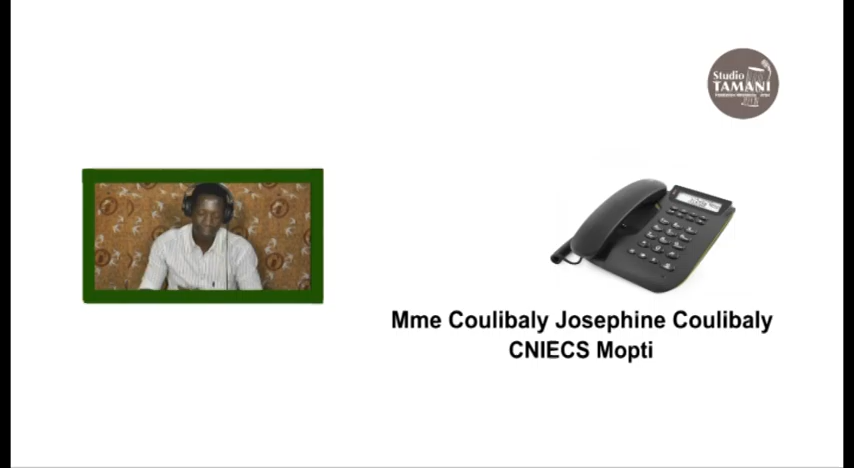 Studio
TAMANI
Mme Coulibaly Josephine Coulibaly
CNIECS Mopti